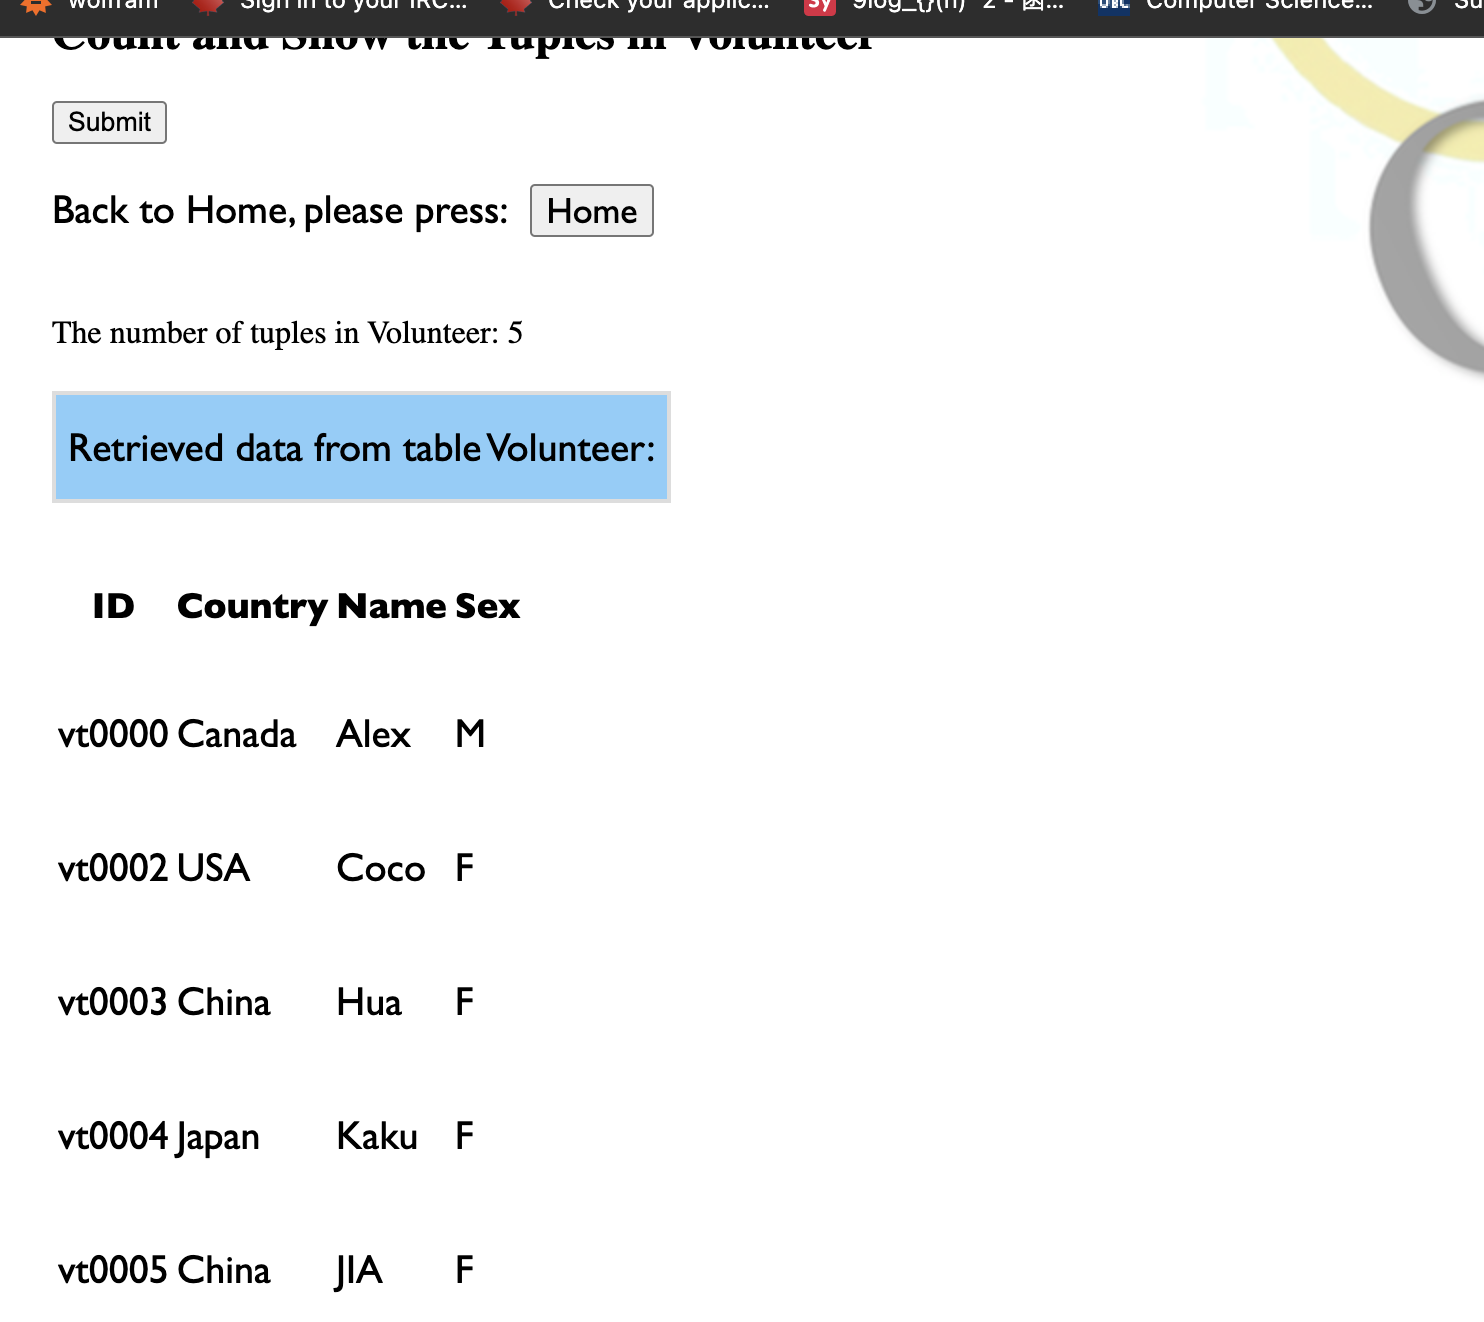 wolfram Sign in to your IRC... Check your applic... Sy 9log_{}(n) 2 - 困... UBC Computer Science... Su
Count and Show the Tuples in Volunteer
Submit
Back to Home, please press: Home
The number of tuples in Volunteer: 5
Retrieved data from table Volunteer:
ID Country Name Sex
vt0000 Canada Alex M
vt0002 USA Coco F
vt0003 China Hua F
vt0004 Japan Kaku F
vt0005 China JIA F